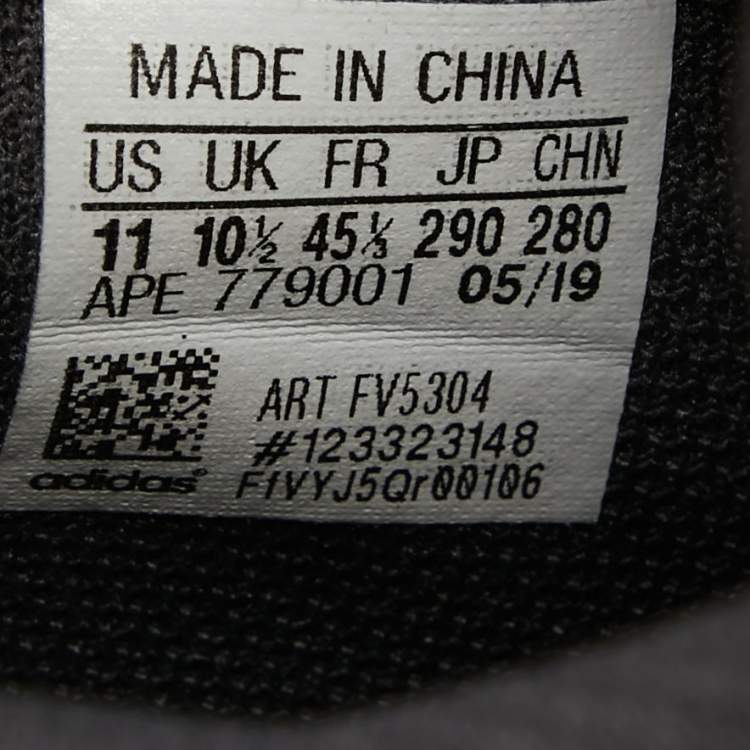 MADE IN CHINA
US UK FR JP CHN
11 10½ 45⅓ 290 280
APE 779001 05/19
ART FV5304
#123323148
adidas® FfVYJ5Qr00106